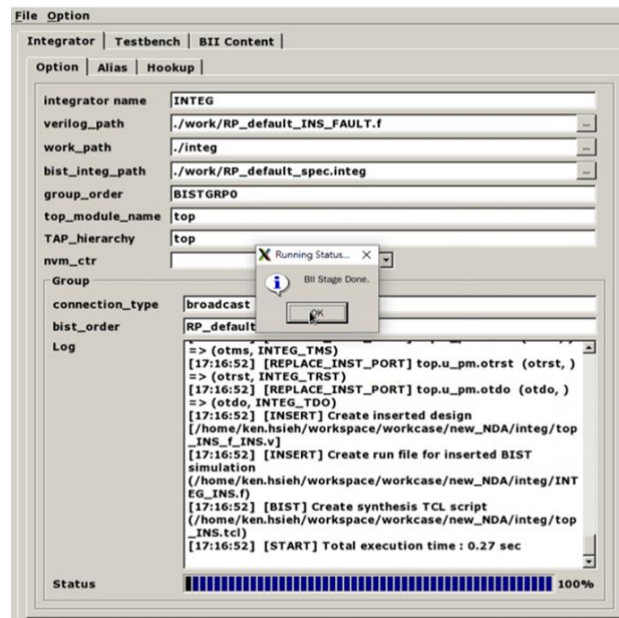 File Option
Integrator Testbench BII Content
Option Alias Hookup
integrator name INTEG
verilog_path ./work/RP_default_INS_FAULT.f ...
work_path ./integ ...
bist_integ_path ./work/RP_default_spec.integ ...
group_order BISTGRP0
top_module_name top
TAP_hierarchy top
nvm_ctr
Running Status...
BII Stage Done.
OK
Group
connection_type broadcast
bist_order RP_default
Log
=> (otms, INTEG_TMS)
[17:16:52] [REPLACE_INST_PORT] top.u_pm.otrst (otrst, )
=> (otrst, INTEG_TRST)
[17:16:52] [REPLACE_INST_PORT] top.u_pm.otdo (otdo, )
=> (otdo, INTEG_TDO)
[17:16:52] [INSERT] Create inserted design
[/home/ken.hsieh/workspace/workcase/new_NDA/integ/top
_INS_f_INS.v]
[17:16:52] [INSERT] Create run file for inserted BIST
simulation
(/home/ken.hsieh/workspace/workcase/new_NDA/integ/INT
EG_INS.f)
[17:16:52] [BIST] Create synthesis TCL script
(/home/ken.hsieh/workspace/workcase/new_NDA/integ/top
_INS.tcl)
[17:16:52] [START] Total execution time : 0.27 sec
Status 100%